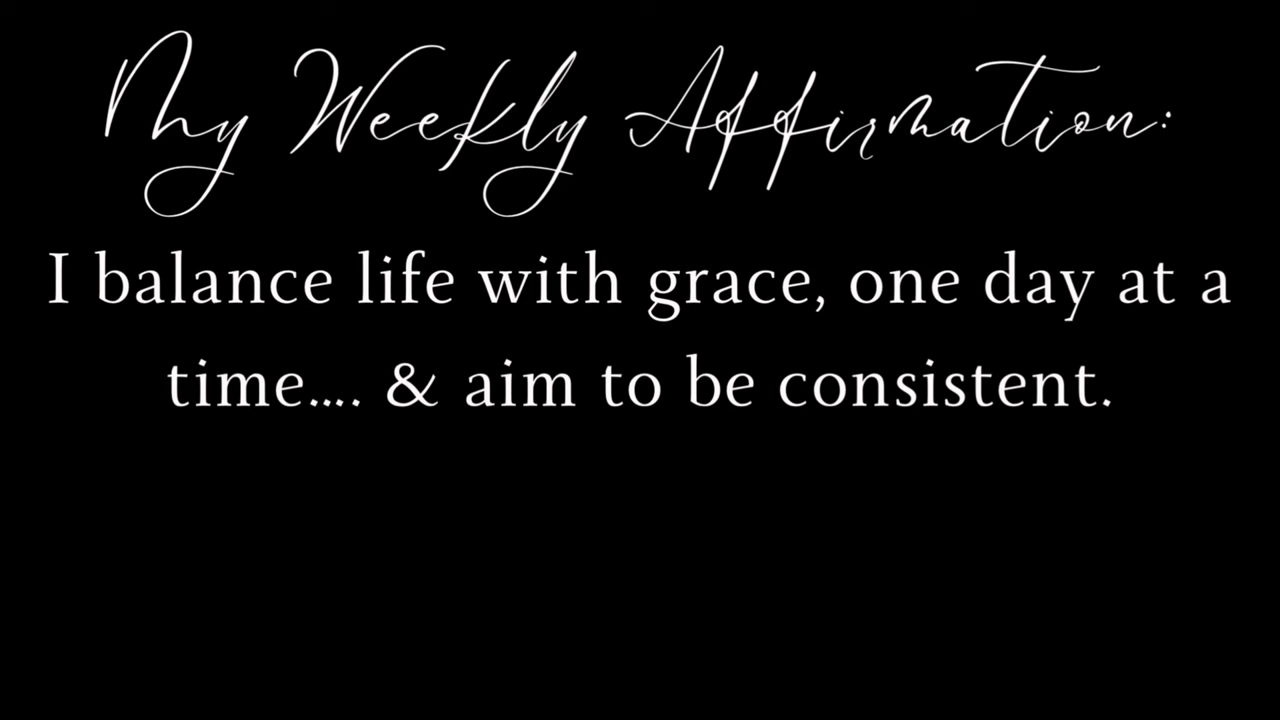 My Weekly Affirmation:
I balance life with grace, one day at a
time.... & aim to be consistent.